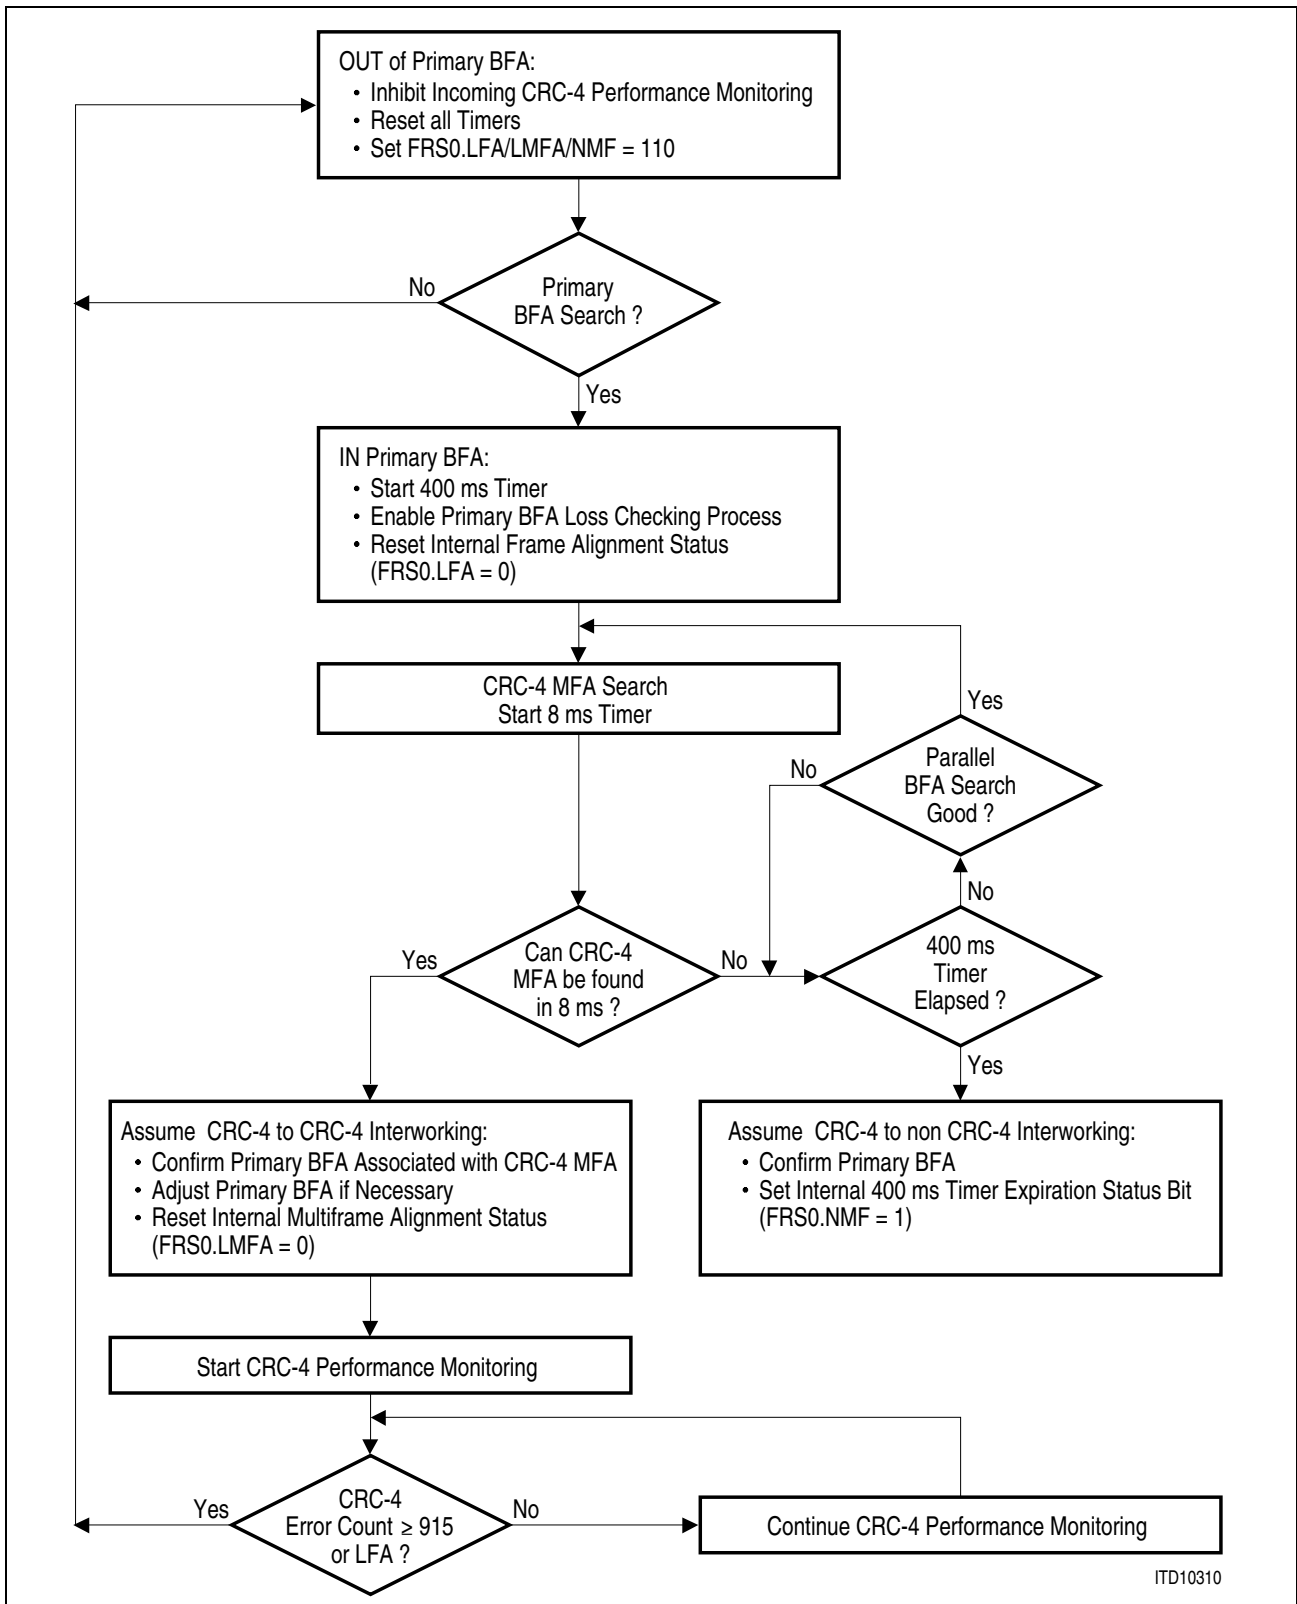 OUT of Primary BFA:
• Inhibit Incoming CRC-4 Performance Monitoring
• Reset all Timers
• Set FRS0.LFA/LMFA/NMF = 110
No
Primary
BFA Search ?
Yes
IN Primary BFA:
• Start 400 ms Timer
• Enable Primary BFA Loss Checking Process
• Reset Internal Frame Alignment Status
(FRS0.LFA = 0)
CRC-4 MFA Search
Start 8 ms Timer
Yes
Parallel
BFA Search
Good ?
No
No
Yes
Can CRC-4
MFA be found
in 8 ms ?
No
400 ms
Timer
Elapsed ?
Yes
Assume CRC-4 to CRC-4 Interworking:
• Confirm Primary BFA Associated with CRC-4 MFA
• Adjust Primary BFA if Necessary
• Reset Internal Multiframe Alignment Status
(FRS0.LMFA = 0)
Assume CRC-4 to non CRC-4 Interworking:
• Confirm Primary BFA
• Set Internal 400 ms Timer Expiration Status Bit
(FRS0.NMF = 1)
Start CRC-4 Performance Monitoring
Yes
CRC-4
Error Count ≥ 915
or LFA ?
No
Continue CRC-4 Performance Monitoring
ITD10310